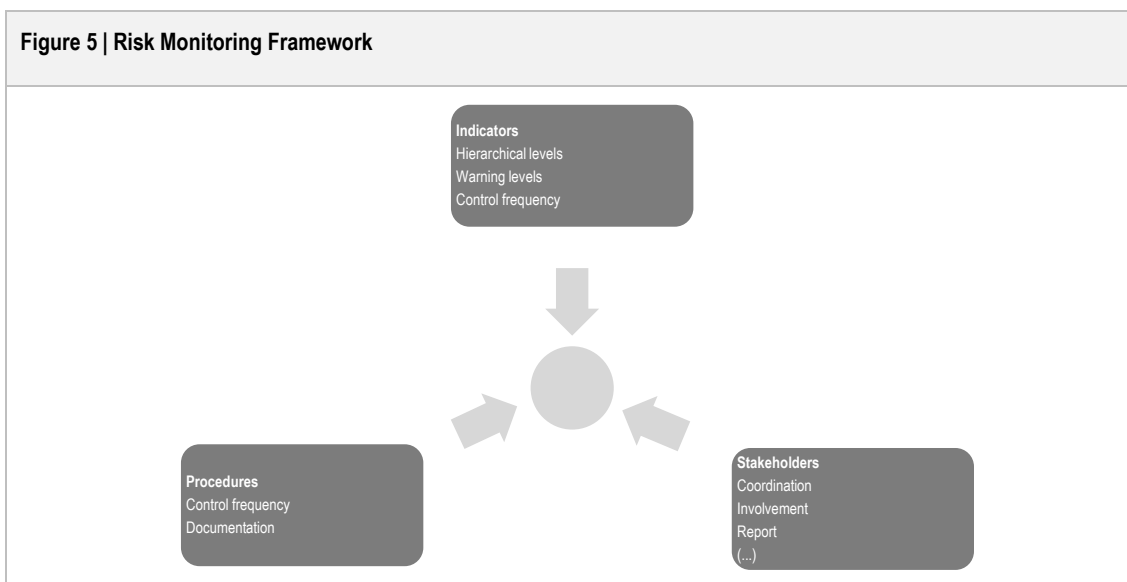 Figure 5 | Risk Monitoring Framework
Indicators
Hierarchical levels
Warning levels
Control frequency
Procedures
Control frequency
Documentation
Stakeholders
Coordination
Involvement
Report
(...)